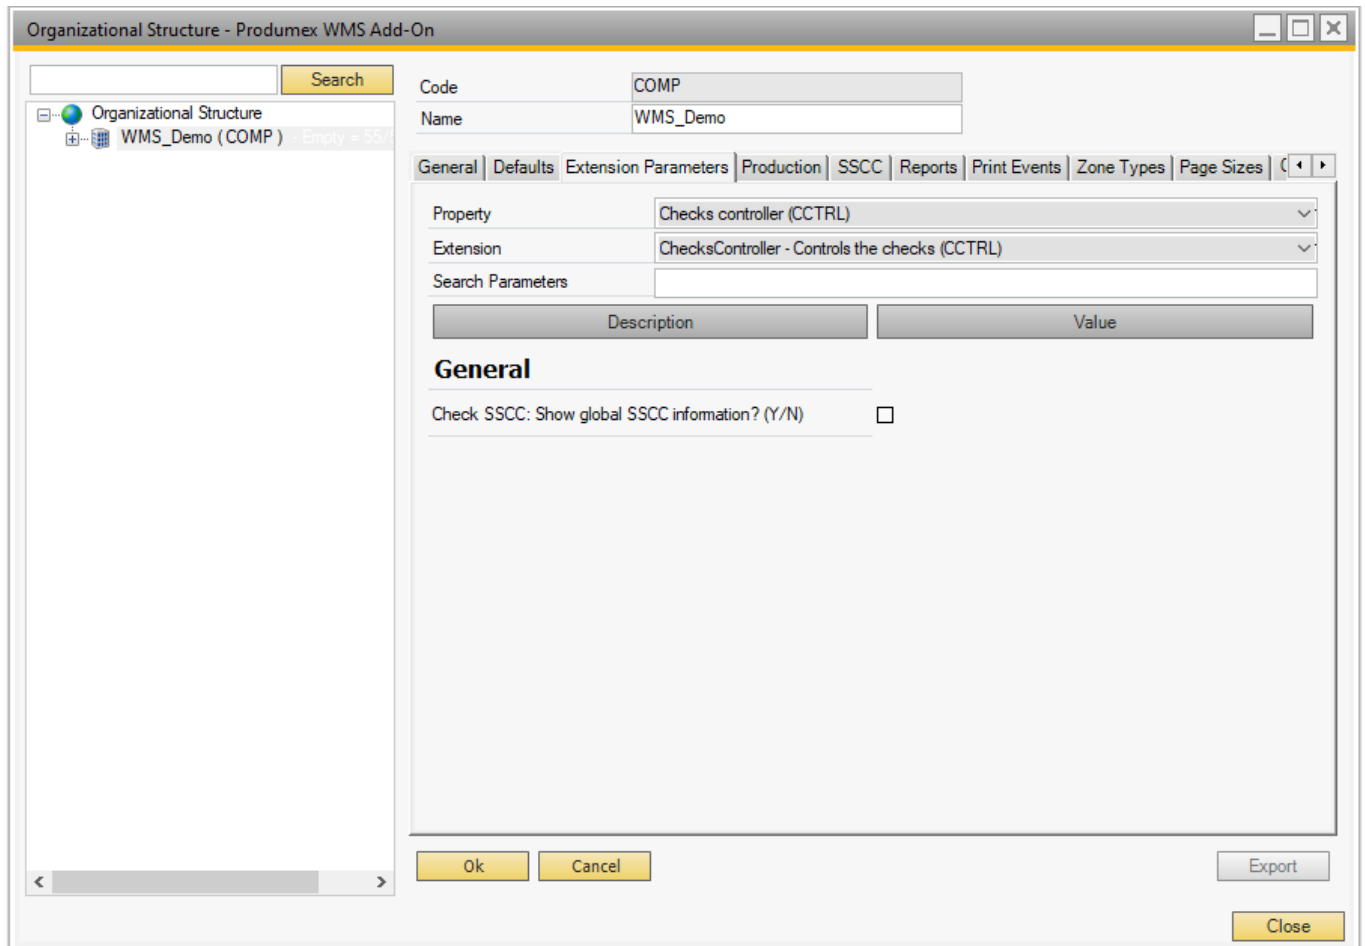 Organizational Structure - Produmex WMS Add-On
Search
Organizational Structure
WMS_Demo ( COMP ) - Empty = 55/
Code COMP
Name WMS_Demo
General Defaults Extension Parameters Production SSCC Reports Print Events Zone Types Page Sizes
Property Checks controller (CCTRL)
Extension ChecksController - Controls the checks (CCTRL)
Search Parameters
Description Value
General
Check SSCC: Show global SSCC information? (Y/N)
Ok Cancel Export
Close